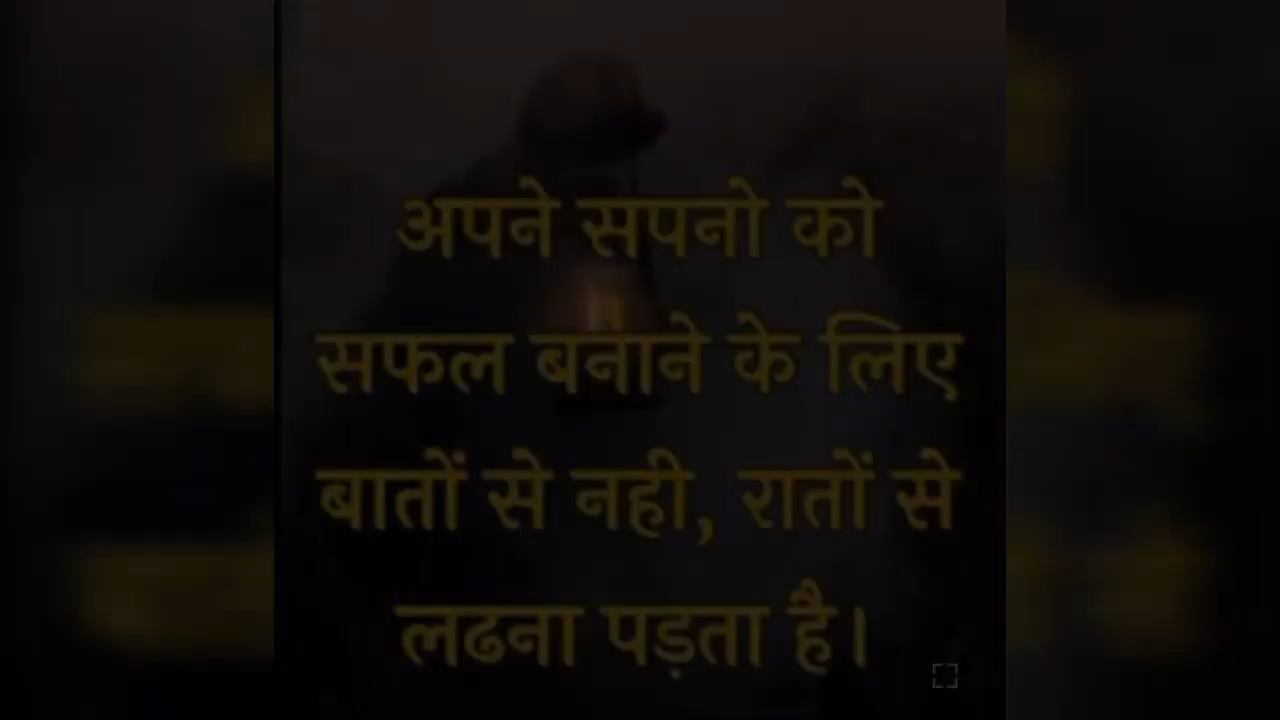 अपने सपनो को
सफल बनाने के लिए
बातों से नही, रातों से
लढना पड़ता है।